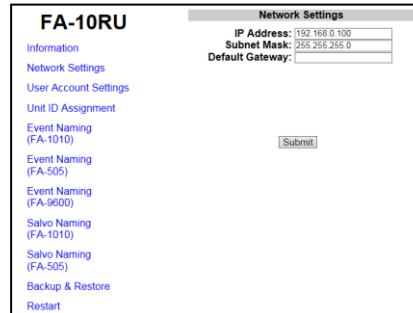 FA-10RU
Information
Network Settings
User Account Settings
Unit ID Assignment
Event Naming
(FA-1010)
Event Naming
(FA-505)
Event Naming
(FA-9600)
Salvo Naming
(FA-1010)
Salvo Naming
(FA-505)
Backup & Restore
Restart
Network Settings
IP Address: 192.168.0.100
Subnet Mask: 255.255.255.0
Default Gateway:
Submit